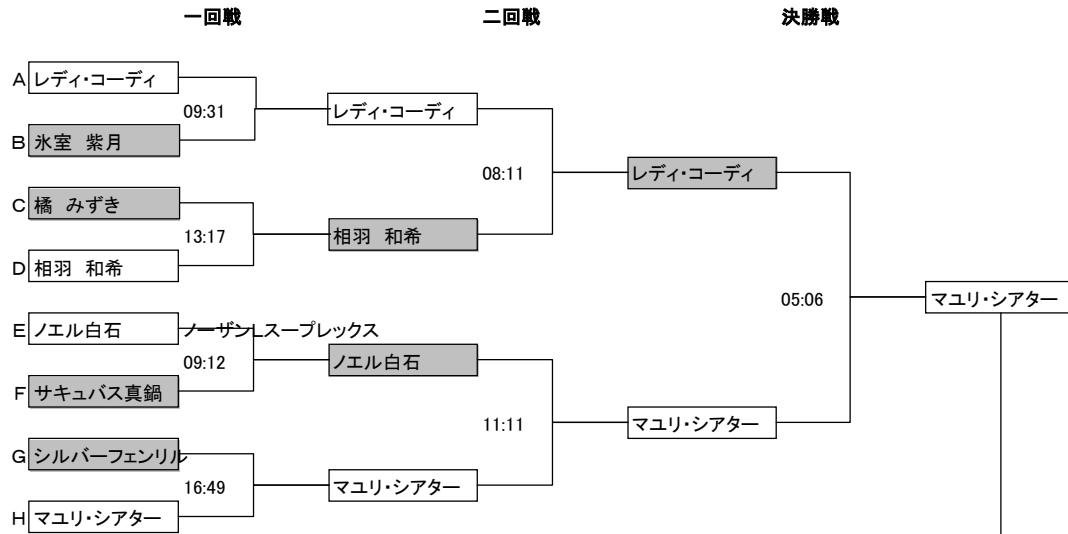 一回戦 二回戦 決勝戦
A レディ・コーディ
09:31
レディ・コーディ
B 氷室 紫月
08:11
レディ・コーディ
C 橘 みずき
13:17
相羽 和希
D 相羽 和希
05:06
マユリ・シアター
E ノエル白石
ノーザンLスープレックス
09:12
ノエル白石
F サキュバス真鍋
11:11
マユリ・シアター
G シルバーフェンリル
16:49
マユリ・シアター
H マユリ・シアター